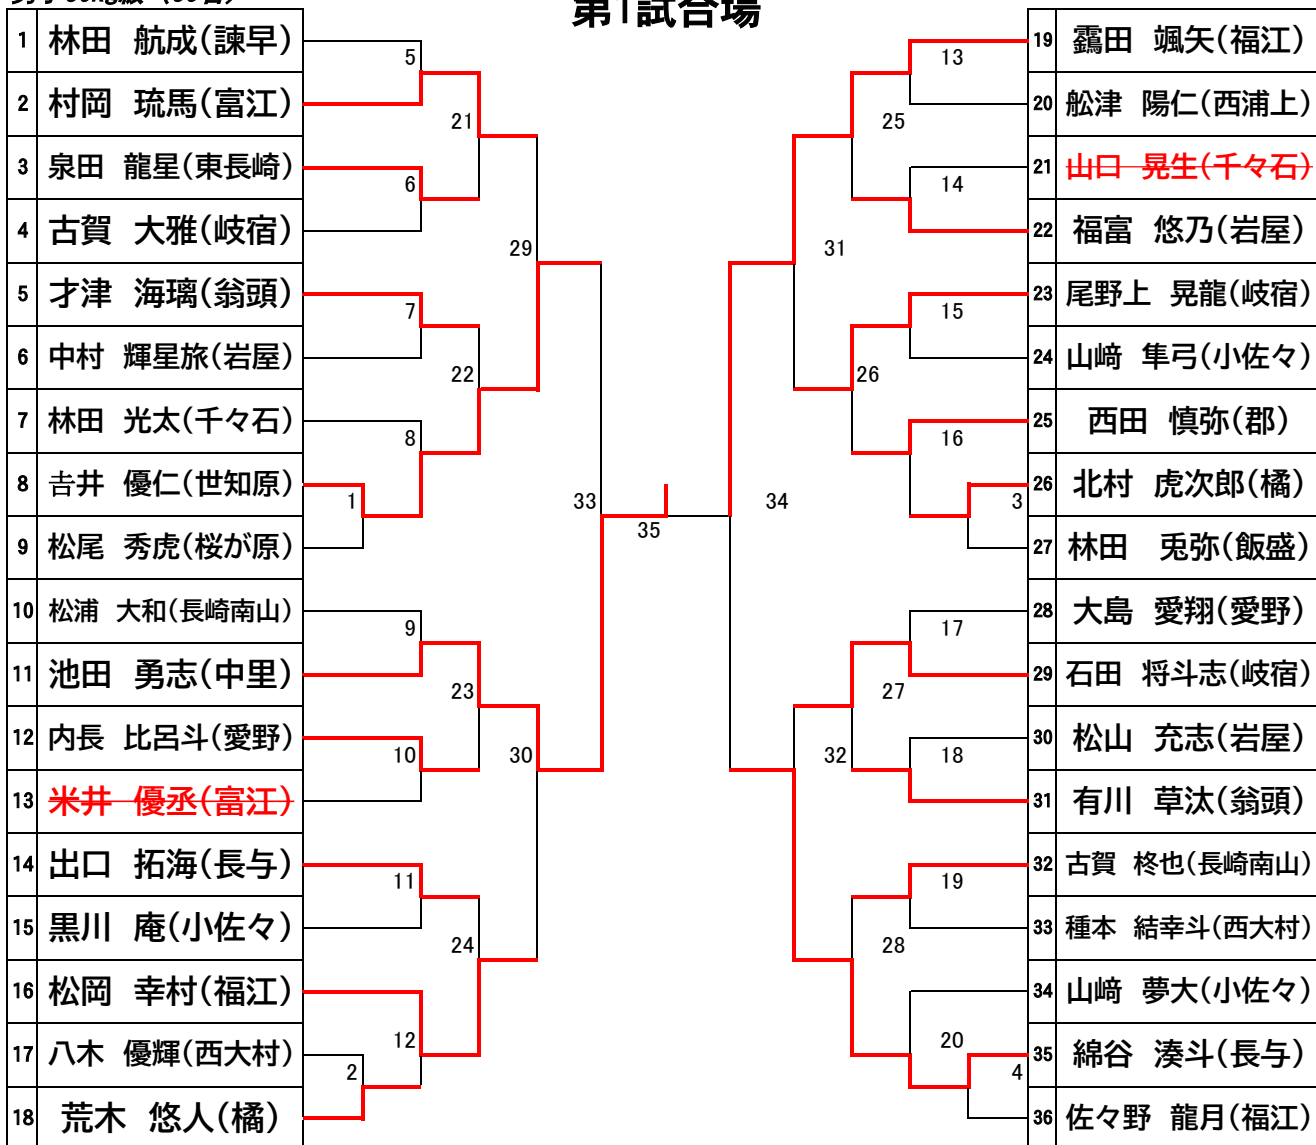 第1試合場
1 林田 航成(諫早)
2 村岡 琉馬(富江)
3 泉田 龍星(東長崎)
4 古賀 大雅(岐宿)
5 才津 海璃(翁頭)
6 中村 輝星旅(岩屋)
7 林田 光太(千々石)
8 𠮷井 優仁(世知原)
9 松尾 秀虎(桜が原)
10 松浦 大和(長崎南山)
11 池田 勇志(中里)
12 内長 比呂斗(愛野)
13 米井 優丞(富江)
14 出口 拓海(長与)
15 黒川 庵(小佐々)
16 松岡 幸村(福江)
17 八木 優輝(西大村)
18 荒木 悠人(橘)
5
6
7
8
1
9
10
11
12
2
21
22
23
24
29
30
33
35
34
31
32
25
26
27
28
13
14
15
16
3
17
18
19
20
4
19 靏田 颯矢(福江)
20 舩津 陽仁(西浦上)
21 山口 晃生(千々石)
22 福富 悠乃(岩屋)
23 尾野上 晃龍(岐宿)
24 山﨑 隼弓(小佐々)
25 西田 慎弥(郡)
26 北村 虎次郎(橘)
27 林田 兎弥(飯盛)
28 大島 愛翔(愛野)
29 石田 将斗志(岐宿)
30 松山 充志(岩屋)
31 有川 草汰(翁頭)
32 古賀 柊也(長崎南山)
33 種本 結幸斗(西大村)
34 山﨑 夢大(小佐々)
35 綿谷 湊斗(長与)
36 佐々野 龍月(福江)